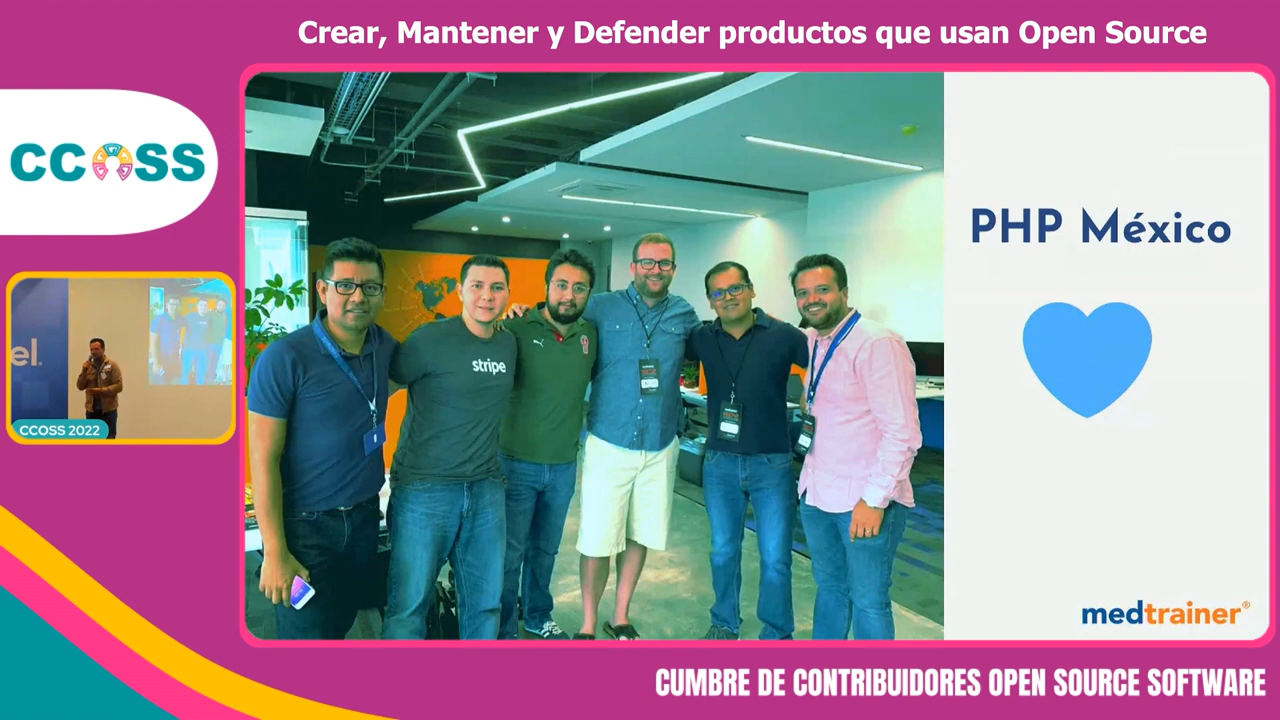 Crear, Mantener y Defender productos que usan Open Source
CCOSS
el.
CCOSS 2022
stripe
PHP México
medtrainer®
CUMBRE DE CONTRIBUIDORES OPEN SOURCE SOFTWARE